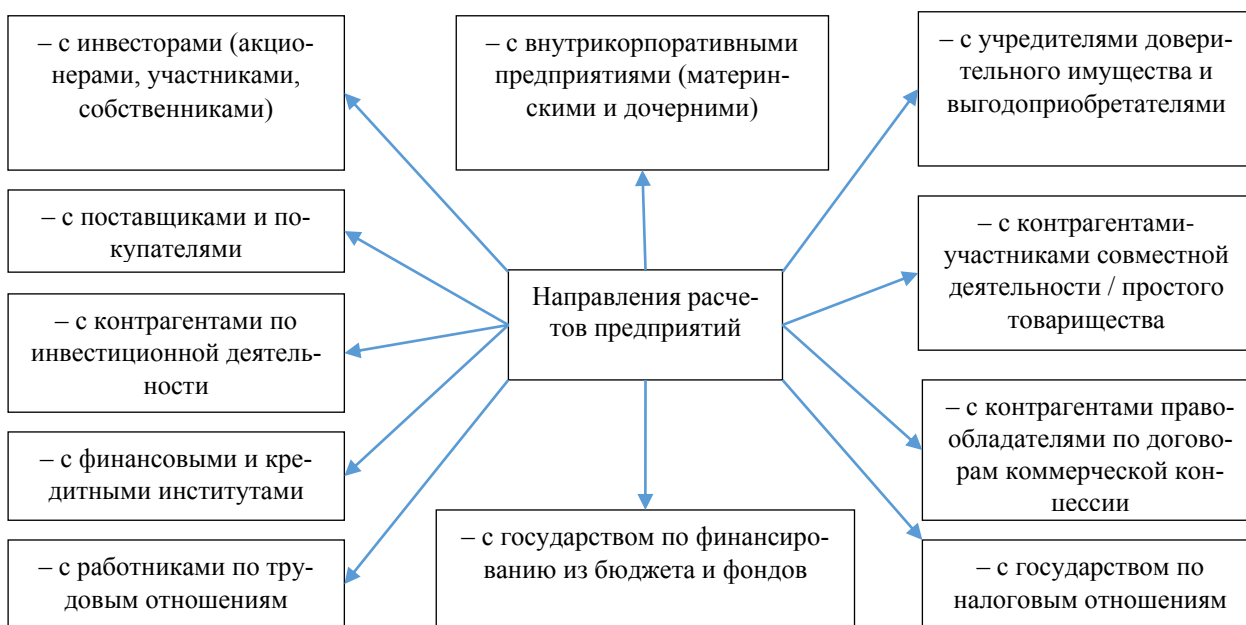 – с инвесторами (акцио-
нерами, участниками,
собственниками)
– с внутрикорпоративными
предприятиями (материн-
скими и дочерними)
– с учредителями довери-
тельного имущества и
выгодоприобретателями
– с поставщиками и по-
купателями
– с контрагентами-
участниками совместной
деятельности / простого
товарищества
Направления расче-
тов предприятий
– с контрагентами по
инвестиционной деятель-
ности
– с контрагентами право-
обладателями по догово-
рам коммерческой кон-
цессии
– с финансовыми и кре-
дитными институтами
– с государством по финансиро-
ванию из бюджета и фондов
– с работниками по тру-
довым отношениям
– с государством по
налоговым отношениям